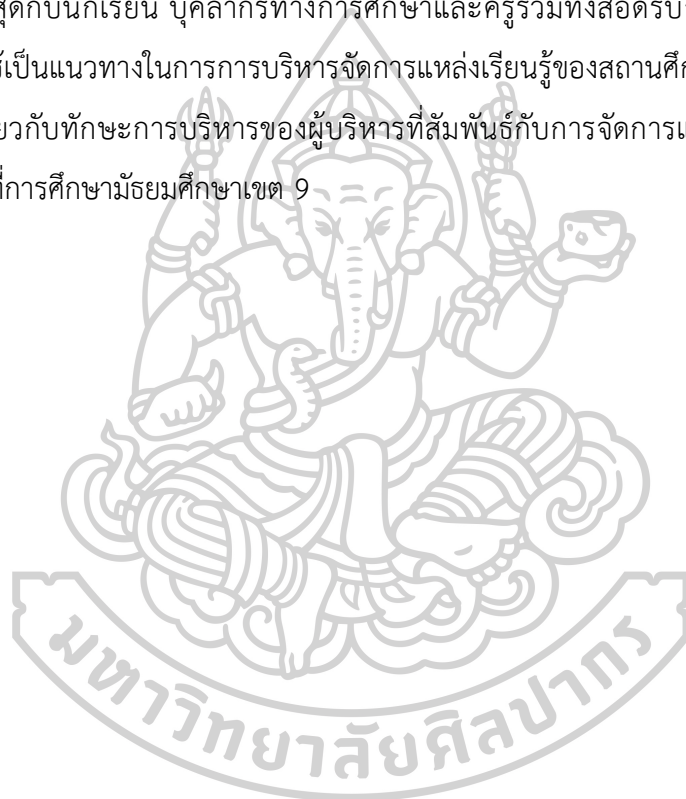 สุดกับนักเรียน บุคลากรทางการศึกษาและครูรวมทั้งสอดรับ
เป็นแนวทางในการการบริหารจัดการแหล่งเรียนรู้ของสถานศึก
ยวกับทักษะการบริหารของผู้บริหารที่สัมพันธ์กับการจัดการแ
ที่การศึกษามัธยมศึกษาเขต 9
มหาวิทยาลัยศิลปากร